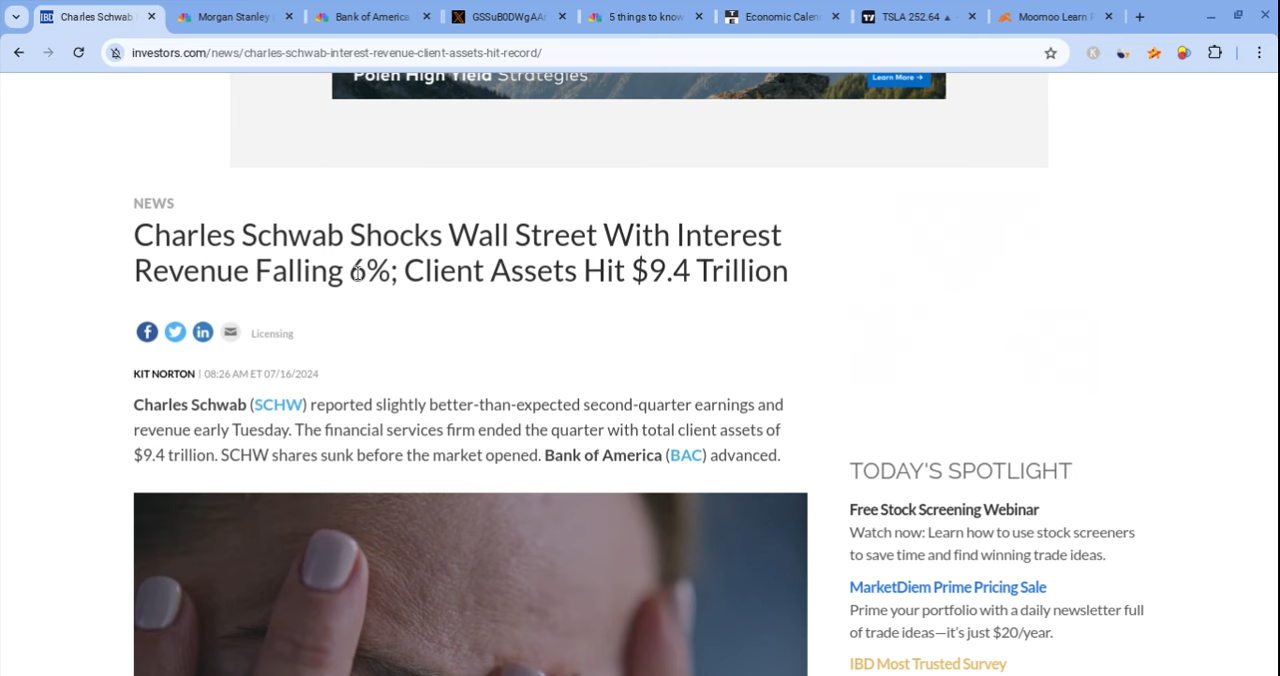 Charles Schwab
Morgan Stanley
Bank of America
GSSuB0DWgAAr
5 things to know
Economic Calen
TSLA 252.64 ▲
Moomoo Learn
investors.com/news/charles-schwab-interest-revenue-client-assets-hit-record/
Polen High Yield Strategies
Learn More →
NEWS
Charles Schwab Shocks Wall Street With Interest
Revenue Falling 6%; Client Assets Hit $9.4 Trillion
Licensing
KIT NORTON | 08:26 AM ET 07/16/2024
Charles Schwab (SCHW) reported slightly better-than-expected second-quarter earnings and
revenue early Tuesday. The financial services firm ended the quarter with total client assets of
$9.4 trillion. SCHW shares sunk before the market opened. Bank of America (BAC) advanced.
TODAY'S SPOTLIGHT
Free Stock Screening Webinar
Watch now: Learn how to use stock screeners
to save time and find winning trade ideas.
MarketDiem Prime Pricing Sale
Prime your portfolio with a daily newsletter full
of trade ideas—it's just $20/year.
IBD Most Trusted Survey